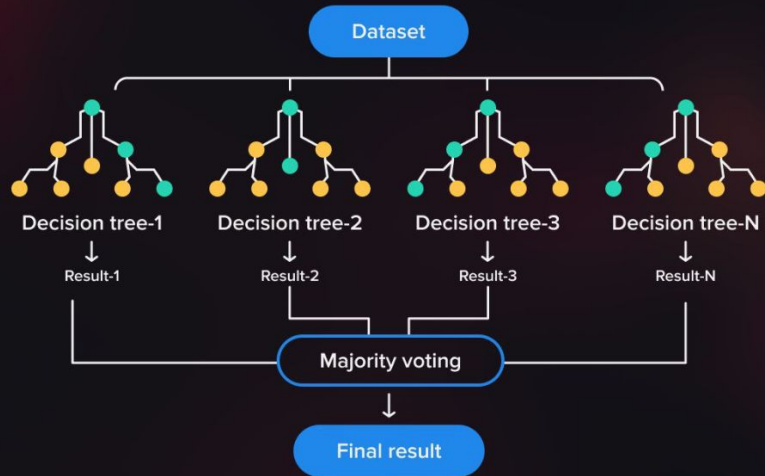 Dataset
Decision tree-1
Decision tree-2
Decision tree-3
Decision tree-N
Result-1
Result-2
Result-3
Result-N
Majority voting
Final result